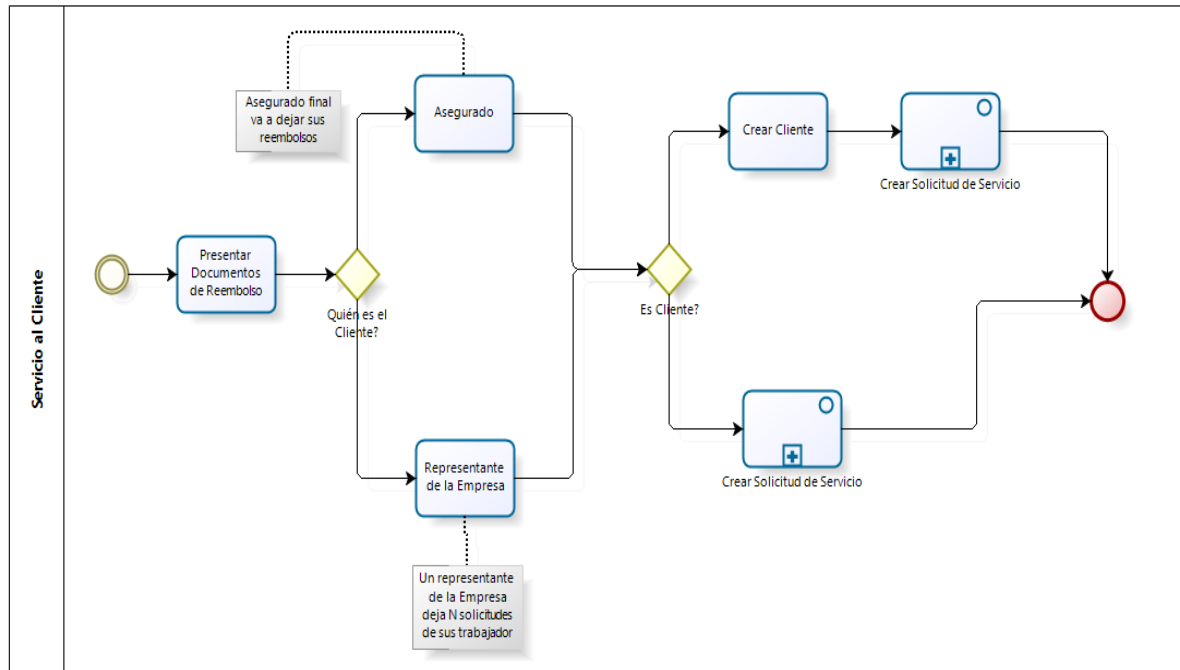 Servicio al Cliente
Asegurado final
va a dejar sus
reembolsos
Asegurado
Crear Cliente
Crear Solicitud de Servicio
Presentar
Documentos
de Reembolso
Quién es el
Cliente?
Es Cliente?
Representante
de la Empresa
Crear Solicitud de Servicio
Un representante
de la Empresa
deja N solicitudes
de sus trabajador